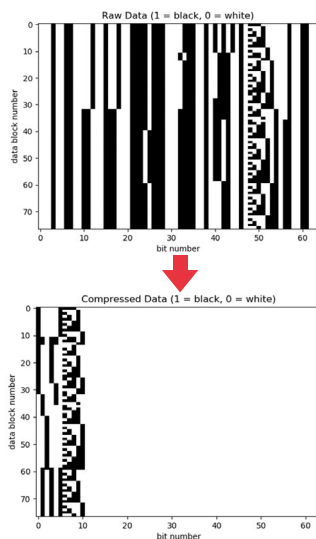 Raw Data (1 = black, 0 = white)
0
10
20
30
40
50
60
70
data block number
0 10 20 30 40 50 60
bit number
Compressed Data (1 = black, 0 = white)
0
10
20
30
40
50
60
70
data block number
0 10 20 30 40 50 60
bit number